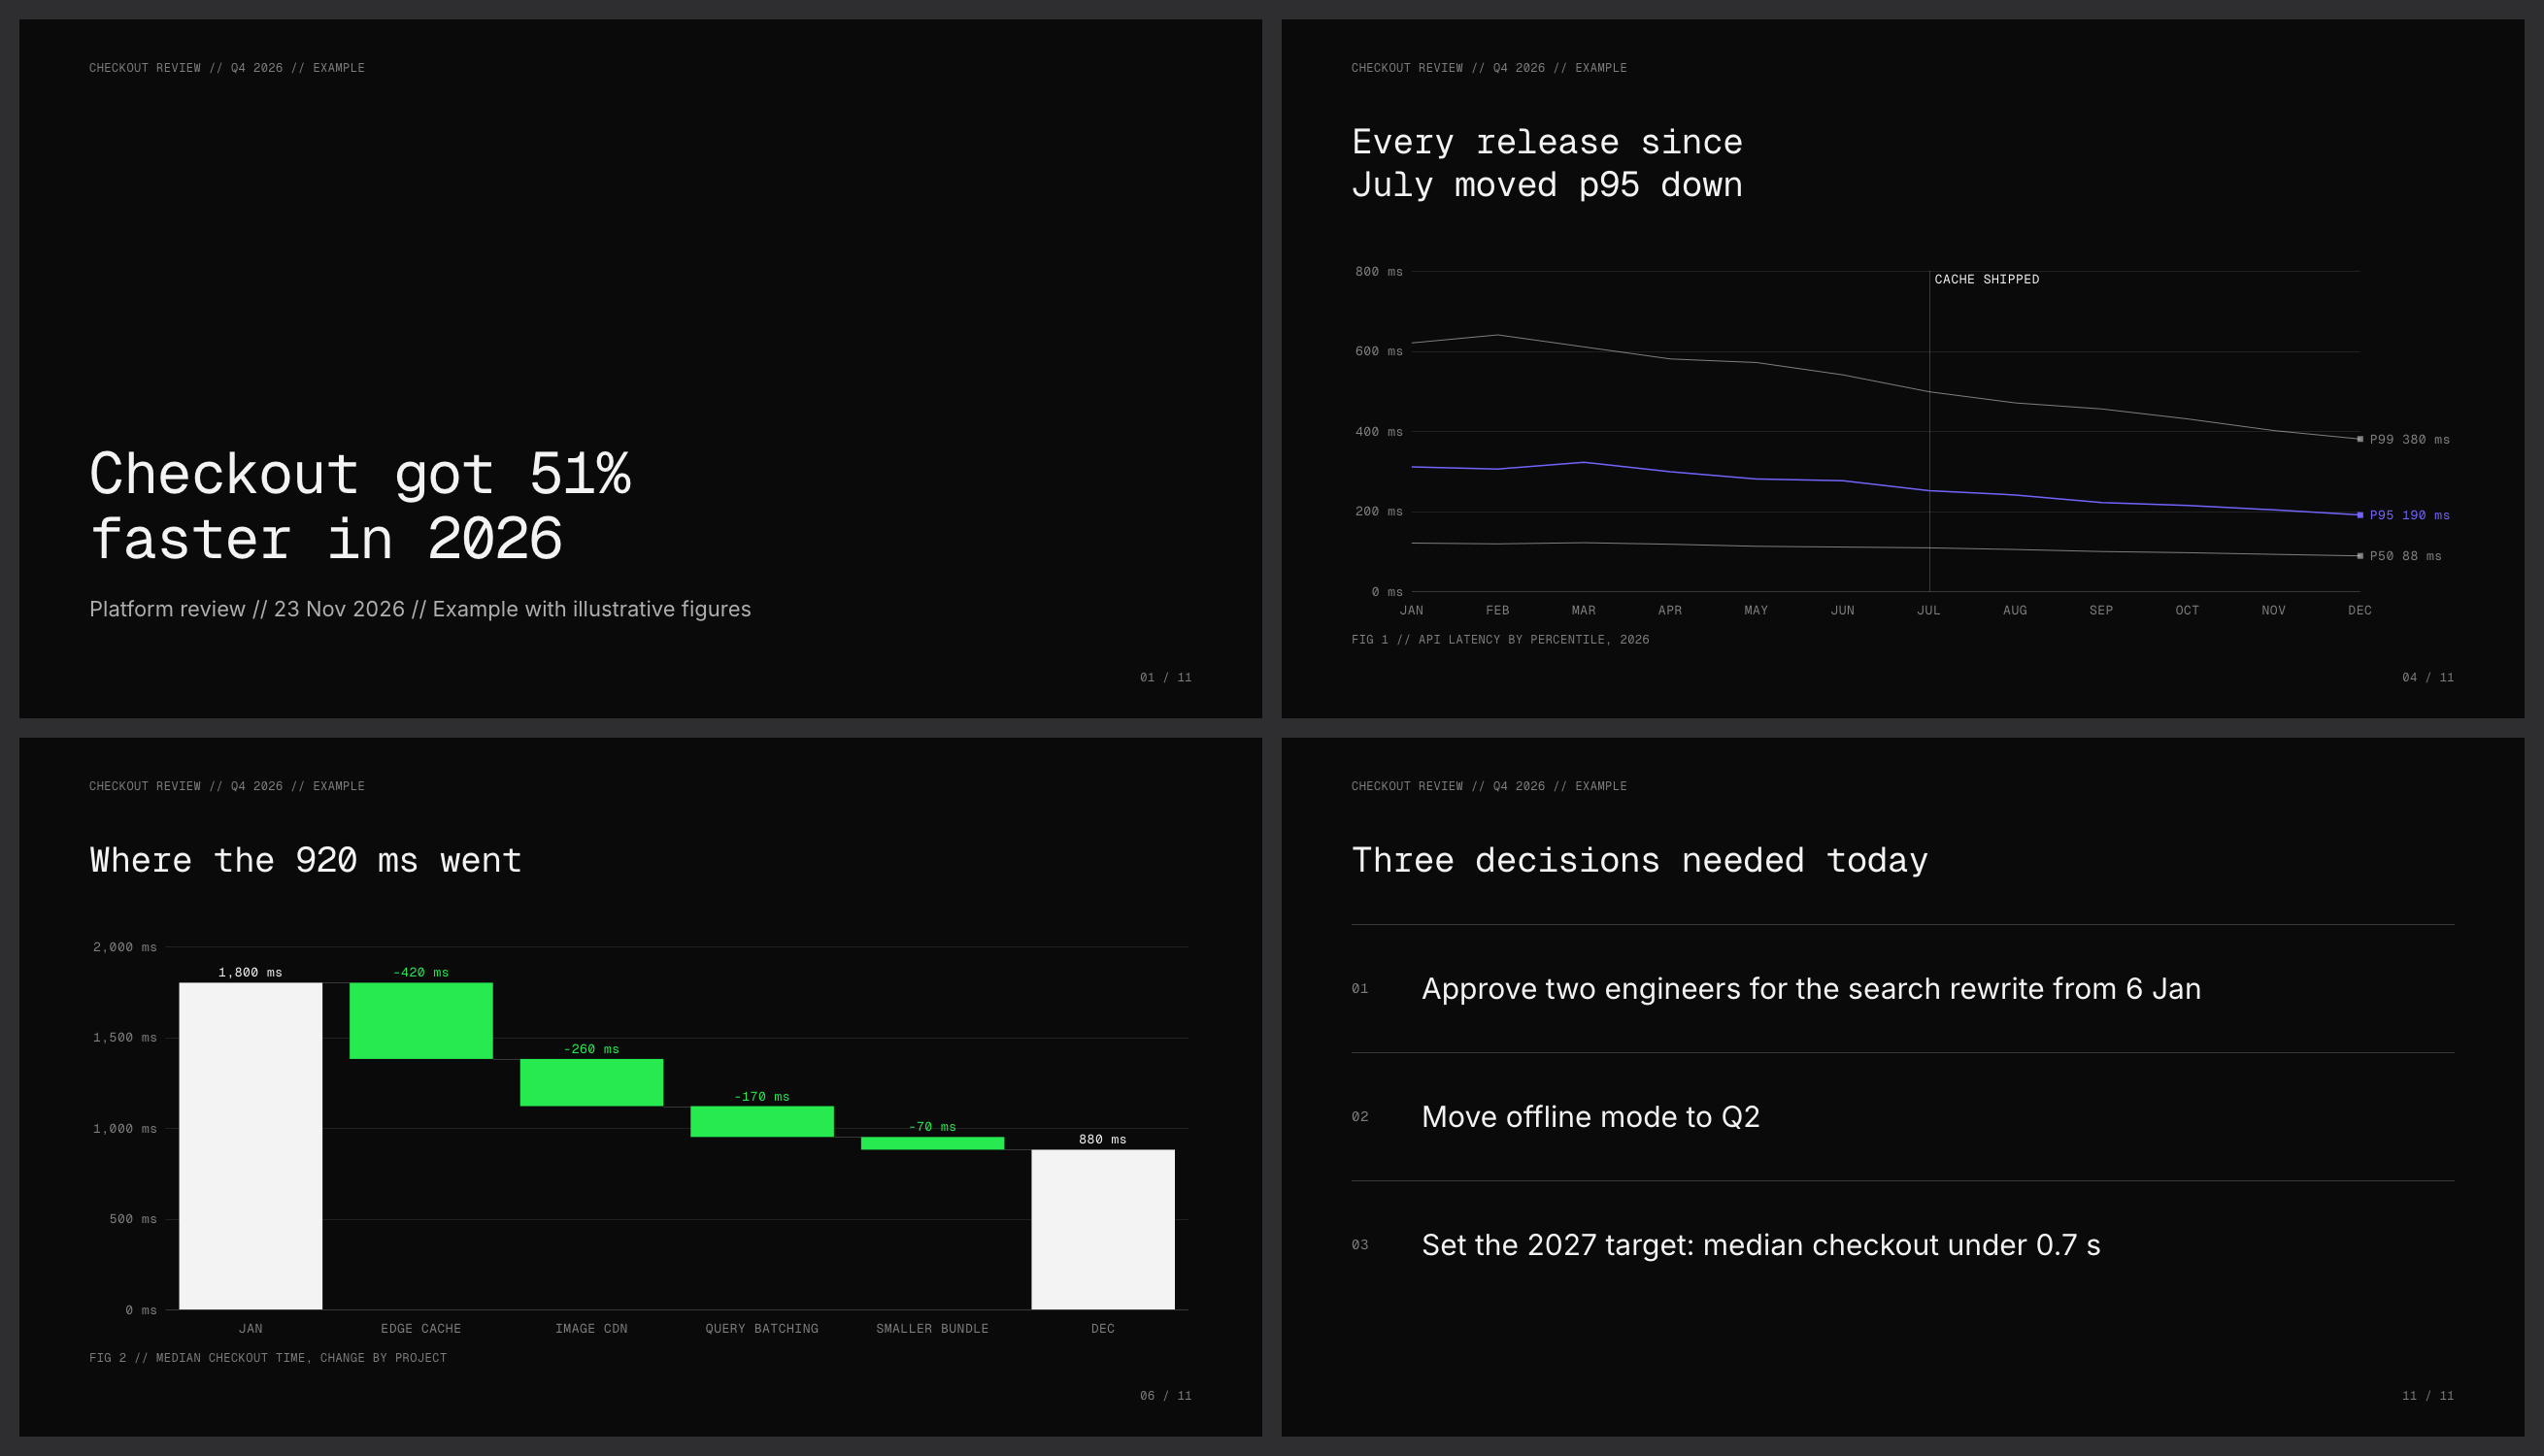 CHECKOUT REVIEW // Q4 2026 // EXAMPLE
Checkout got 51%
faster in 2026
Platform review // 23 Nov 2026 // Example with illustrative figures
01 / 11
CHECKOUT REVIEW // Q4 2026 // EXAMPLE
Every release since
July moved p95 down
800 ms
CACHE SHIPPED
600 ms
400 ms
P99 380 ms
200 ms
P95 190 ms
P50 88 ms
0 ms
JAN FEB MAR APR MAY JUN JUL AUG SEP OCT NOV DEC
FIG 1 // API LATENCY BY PERCENTILE, 2026
04 / 11
CHECKOUT REVIEW // Q4 2026 // EXAMPLE
Where the 920 ms went
2,000 ms
1,800 ms
-420 ms
1,500 ms
-260 ms
-170 ms
1,000 ms
-70 ms
880 ms
500 ms
0 ms
JAN EDGE CACHE IMAGE CDN QUERY BATCHING SMALLER BUNDLE DEC
FIG 2 // MEDIAN CHECKOUT TIME, CHANGE BY PROJECT
06 / 11
CHECKOUT REVIEW // Q4 2026 // EXAMPLE
Three decisions needed today
01 Approve two engineers for the search rewrite from 6 Jan
02 Move offline mode to Q2
03 Set the 2027 target: median checkout under 0.7 s
11 / 11